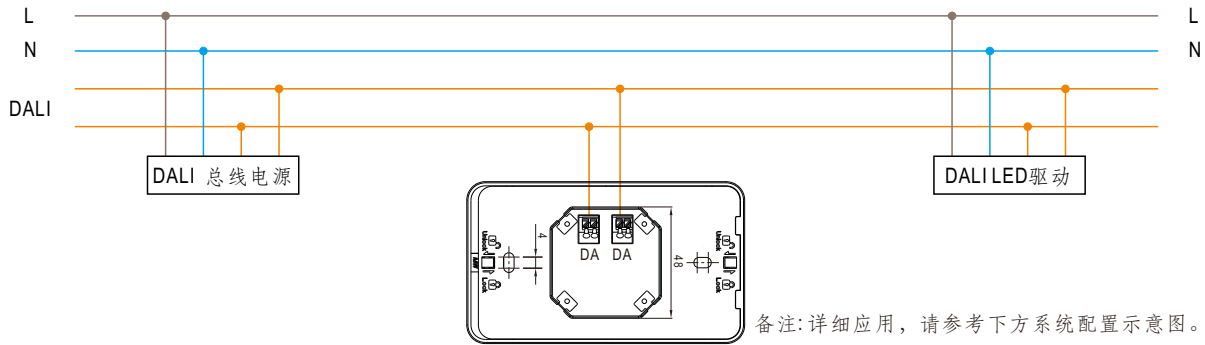 L L
N N
DALI
DALI 总线电源
DALI LED驱动
DA DA
4
48
Unlock
Lock
Unlock
Lock
备注:详细应用，请参考下方系统配置示意图。